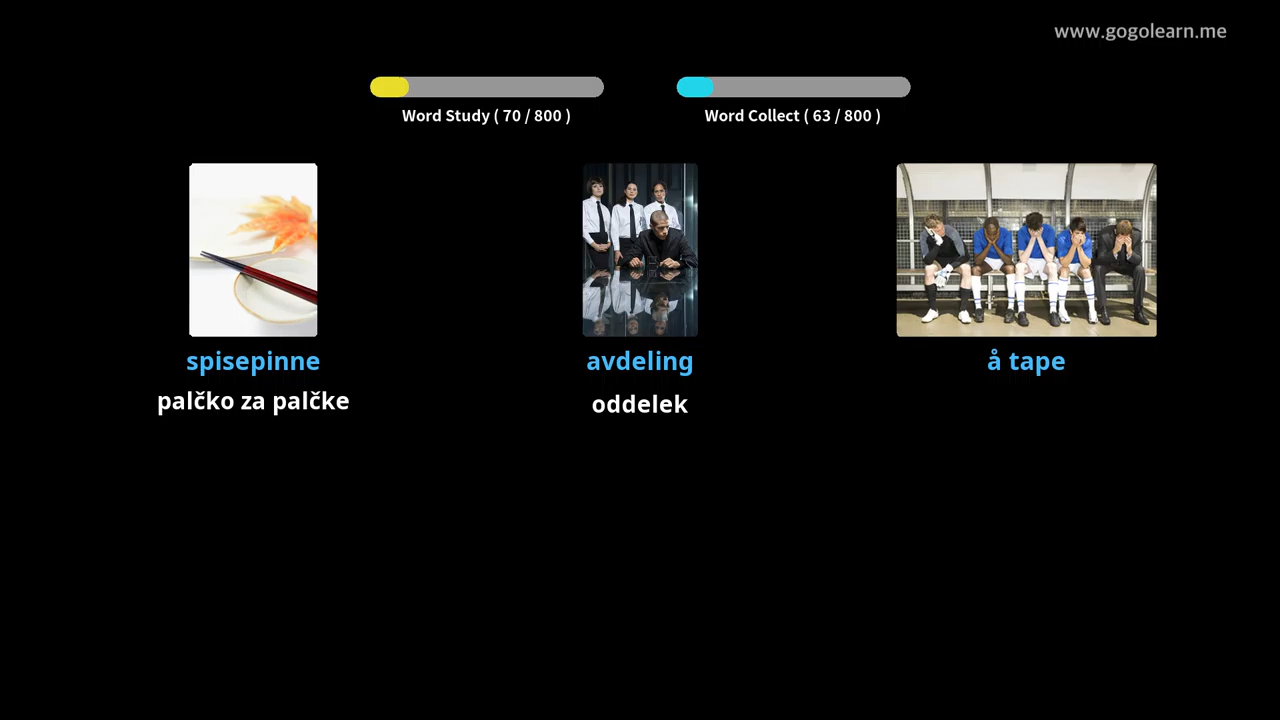 www.gogolearn.me
Word Study ( 70 / 800 )
Word Collect ( 63 / 800 )
spisepinne
avdeling
å tape
palčko za palčke
oddelek